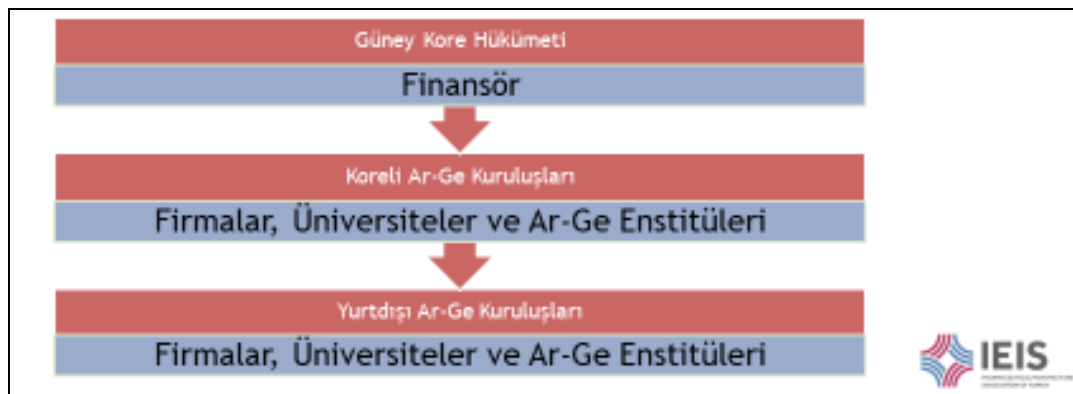 Güney Kore Hükümeti
Finansör
Koreli Ar-Ge Kuruluşları
Firmalar, Üniversiteler ve Ar-Ge Enstitüleri
Yurtdışı Ar-Ge Kuruluşları
Firmalar, Üniversiteler ve Ar-Ge Enstitüleri
IEIS